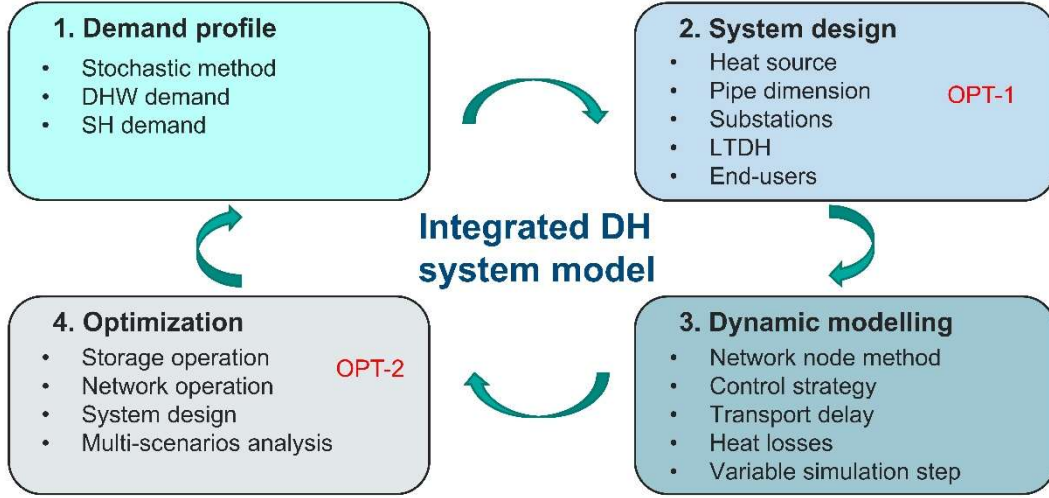 1. Demand profile
• Stochastic method
• DHW demand
• SH demand
2. System design
• Heat source
• Pipe dimension
• Substations
• LTDH
• End-users
OPT-1
Integrated DH
system model
4. Optimization
• Storage operation
• Network operation
• System design
• Multi-scenarios analysis
OPT-2
3. Dynamic modelling
• Network node method
• Control strategy
• Transport delay
• Heat losses
• Variable simulation step